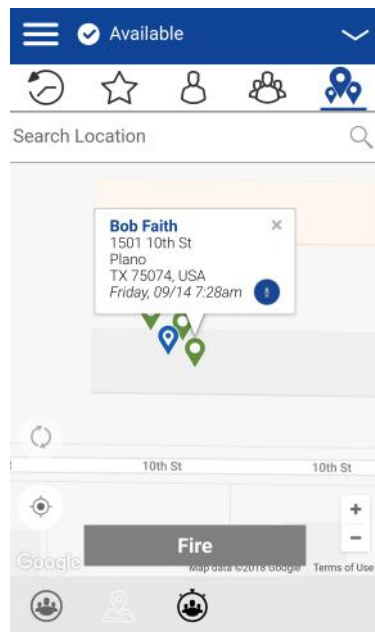 Available
Search Location
Bob Faith
1501 10th St
Plano
TX 75074, USA
Friday, 09/14 7:28am
10th St
10th St
+
Fire
−
Google
Map data ©2018 Google
Terms of Use